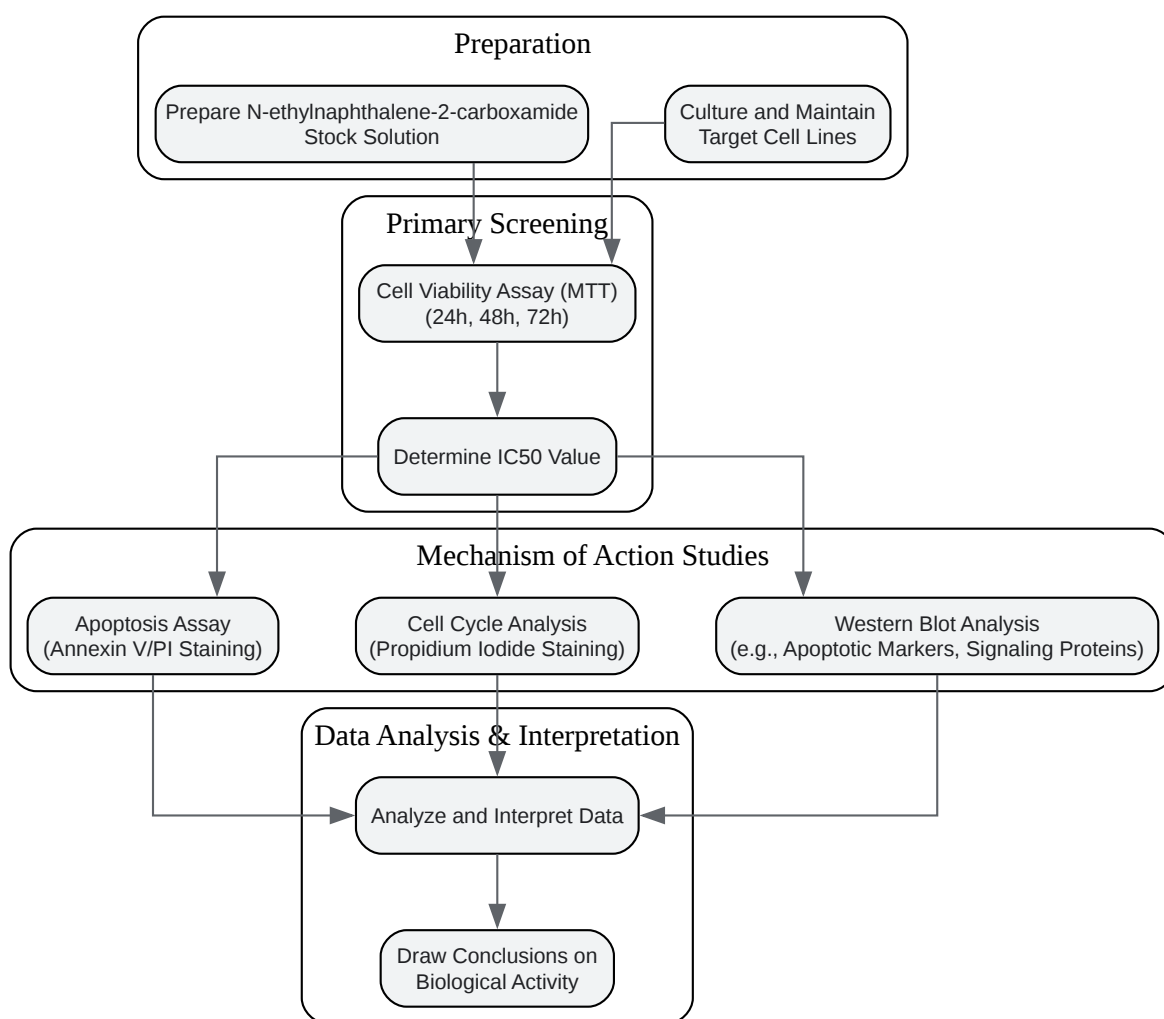 Preparation
Prepare N-ethylnaphthalene-2-carboxamide
Stock Solution
Culture and Maintain
Target Cell Lines
Primary Screening
Cell Viability Assay (MTT)
(24h, 48h, 72h)
Determine IC50 Value
Mechanism of Action Studies
Apoptosis Assay
(Annexin V/PI Staining)
Cell Cycle Analysis
(Propidium Iodide Staining)
Western Blot Analysis
(e.g., Apoptotic Markers, Signaling Proteins)
Data Analysis & Interpretation
Analyze and Interpret Data
Draw Conclusions on
Biological Activity